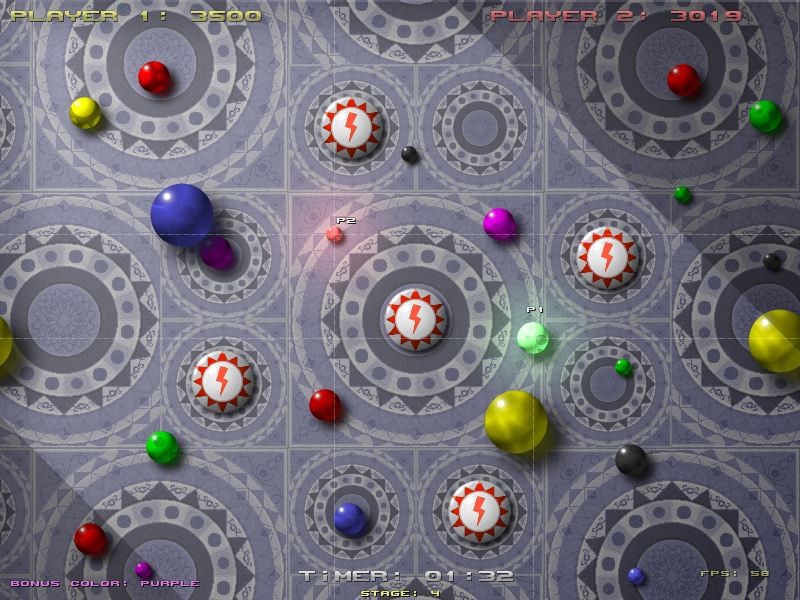 PLAYER 1: 3500
PLAYER 2: 3019
P2
P1
BONUS COLOR: PURPLE
TIMER: 01:32
FPS: 58
STAGE: 4